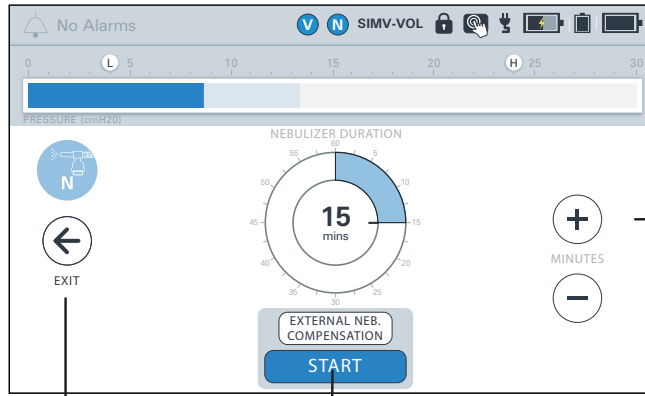 No Alarms
V N SIMV-VOL
0 L 5 10 15 20 H 25 30
PRESSURE (cmH20)
NEBULIZER DURATION
60
55 5
50 10
45 15
40 20
35 25
30
15
mins
N
EXIT
MINUTES
EXTERNAL NEB.
COMPENSATION
START